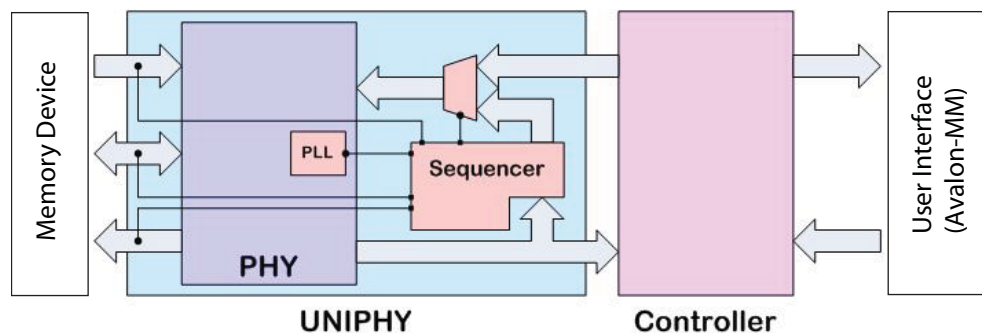 Memory Device
PLL
Sequencer
PHY
UNIPHY
Controller
User Interface
(Avalon-MM)